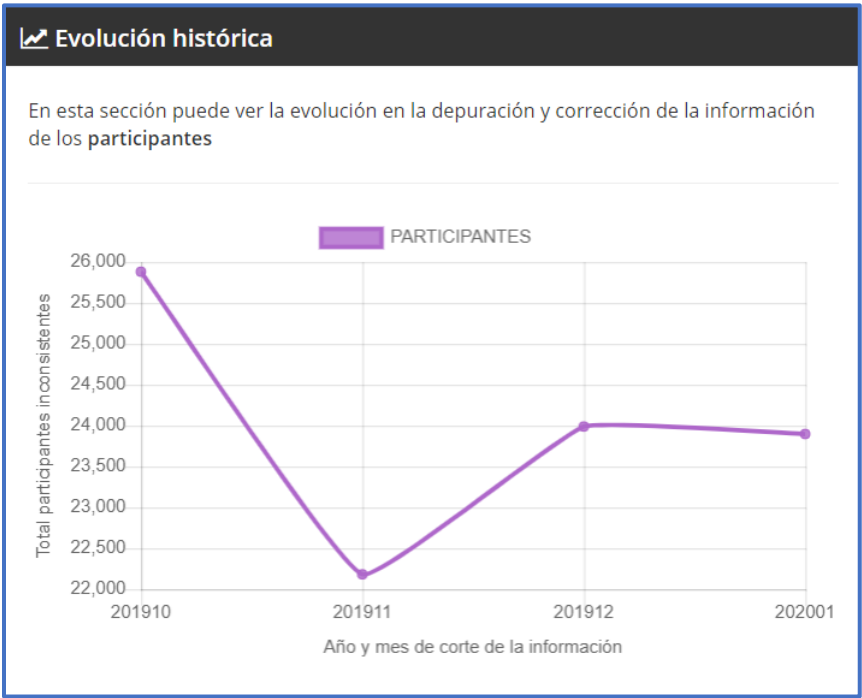 Evolución histórica
En esta sección puede ver la evolución en la depuración y corrección de la información
de los participantes
PARTICIPANTES
Total participantes inconsistentes
26,000
25,500
25,000
24,500
24,000
23,500
23,000
22,500
22,000
201910
201911
201912
202001
Año y mes de corte de la información